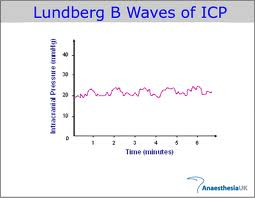 Lundberg B Waves of ICP
Intracranial Pressure (mmHg)
40
30
20
10
1 2 3 4 5 6
Time (minutes)
AnaesthesiaUK